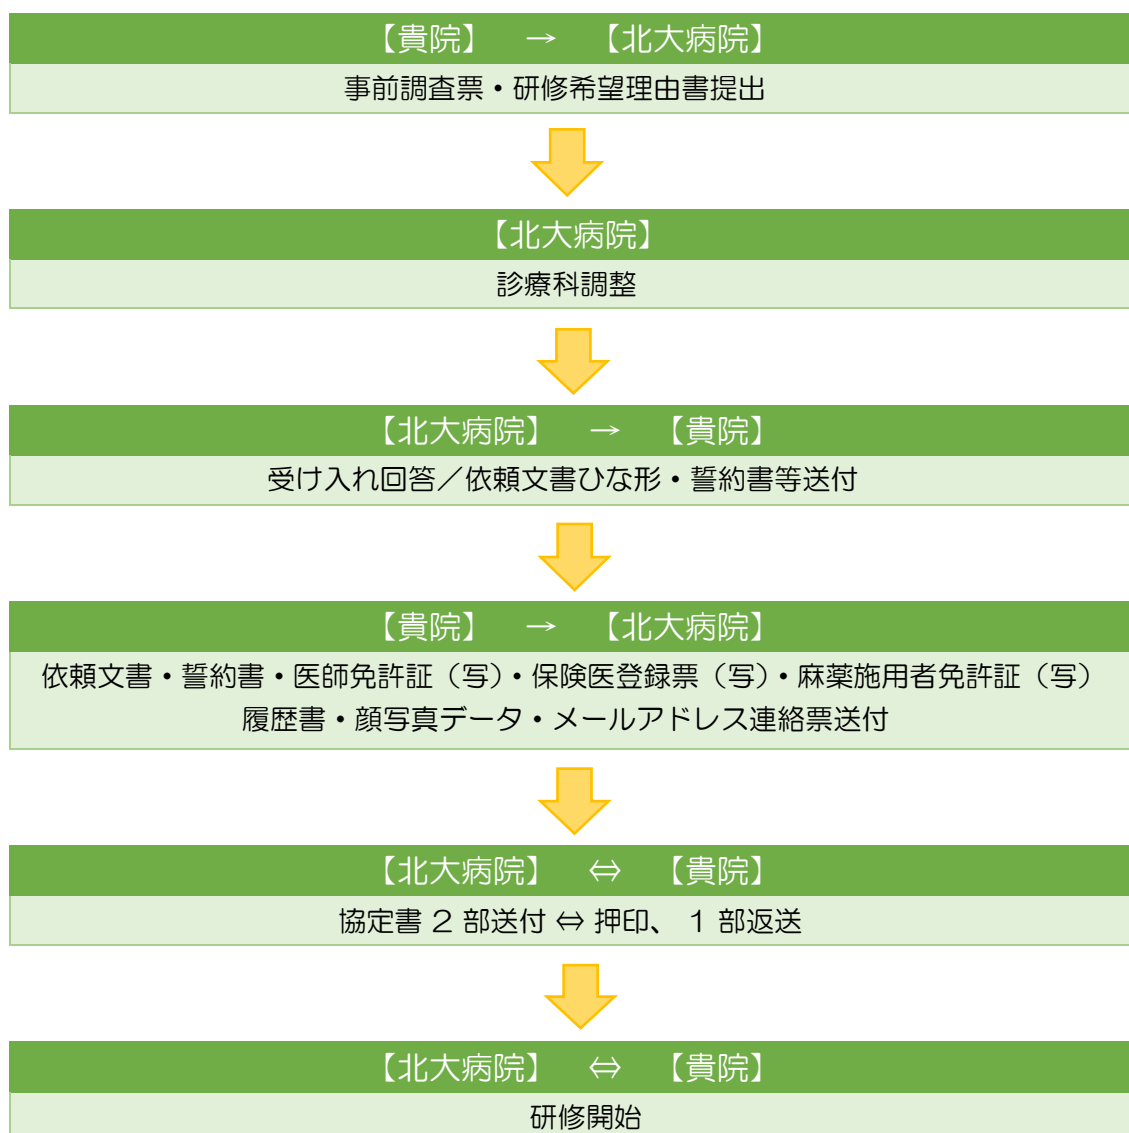 【貴院】 → 【北大病院】
事前調査票・研修希望理由書提出
【北大病院】
診療科調整
【北大病院】 → 【貴院】
受け入れ回答／依頼文書ひな形・誓約書等送付
【貴院】 → 【北大病院】
依頼文書・誓約書・医師免許証（写）・保険医登録票（写）・麻薬施用者免許証（写）
履歴書・顔写真データ・メールアドレス連絡票送付
【北大病院】 ⇔ 【貴院】
協定書 2 部送付 ⇔ 押印、 1 部返送
【北大病院】 ⇔ 【貴院】
研修開始